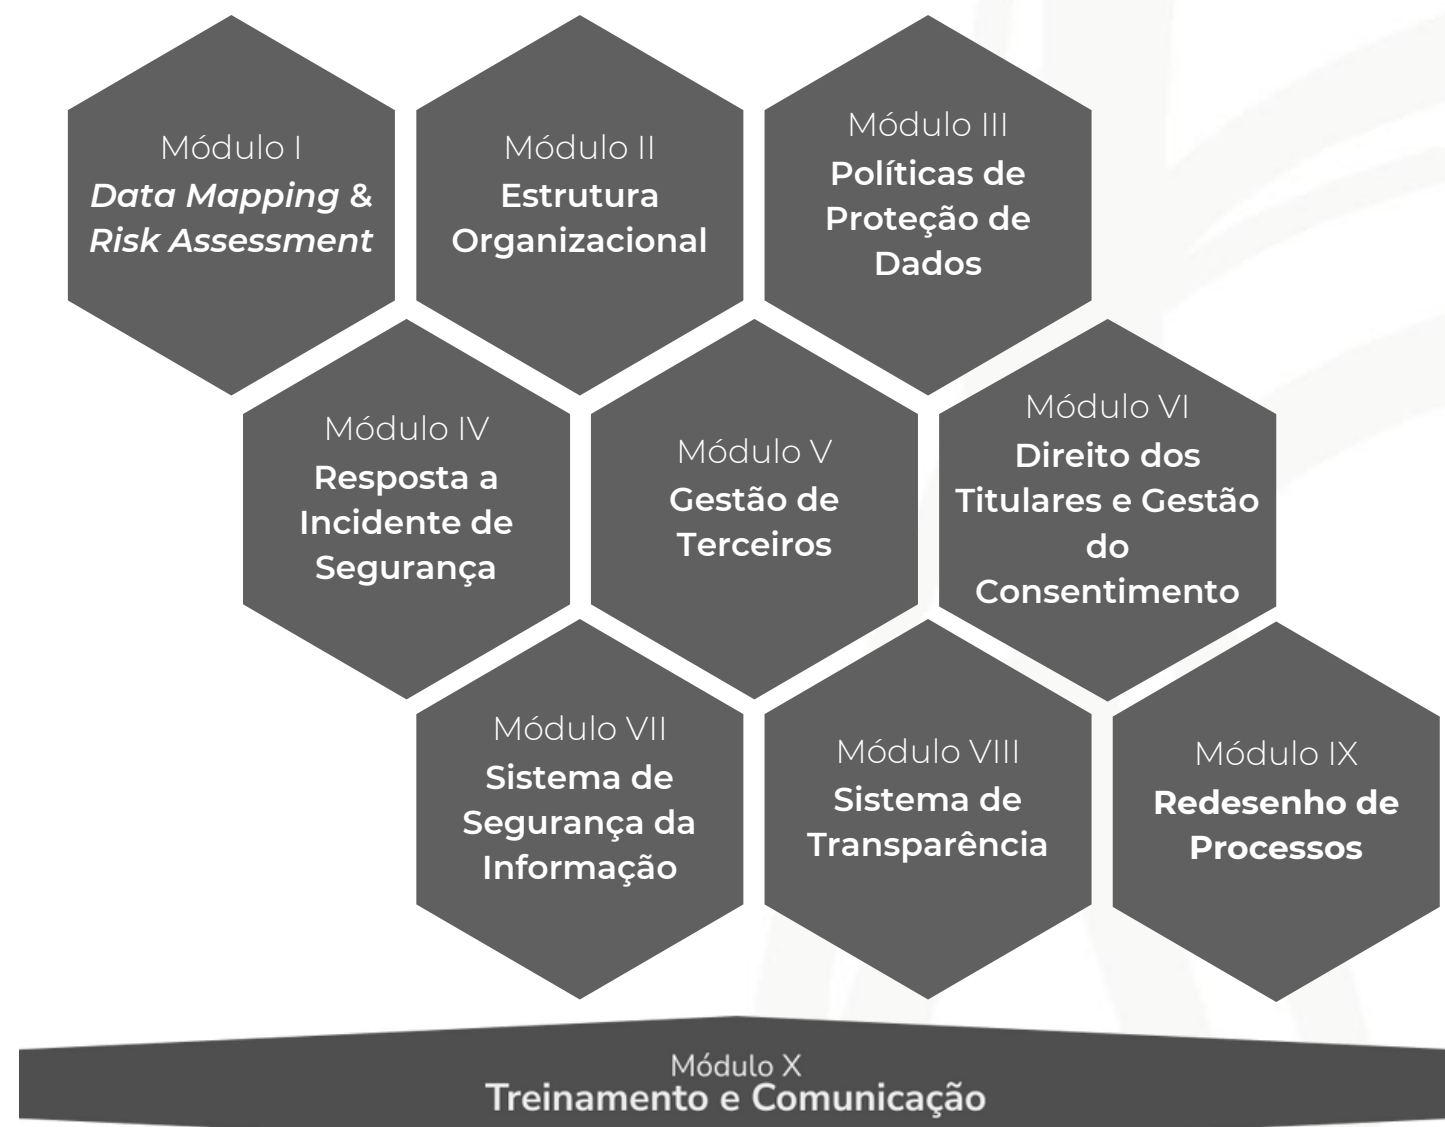 Módulo I
Data Mapping &
Risk Assessment
Módulo II
Estrutura
Organizacional
Módulo III
Políticas de
Proteção de
Dados
Módulo IV
Resposta a
Incidente de
Segurança
Módulo V
Gestão de
Terceiros
Módulo VI
Direito dos
Titulares e Gestão
do
Consentimento
Módulo VII
Sistema de
Segurança da
Informação
Módulo VIII
Sistema de
Transparência
Módulo IX
Redesenho de
Processos
Módulo X
Treinamento e Comunicação